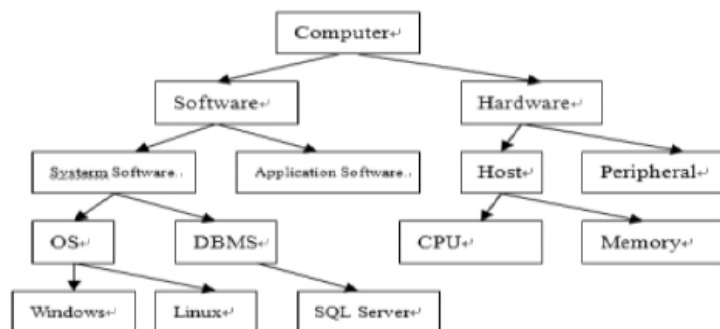 Computer↵
Software↵ Hardware↵
Systerm Software.. Application Software.. Host↵ Peripheral↵
OS↵ DBMS↵ CPU↵ Memory↵
Windows↵ Linux↵ SQL Server↵